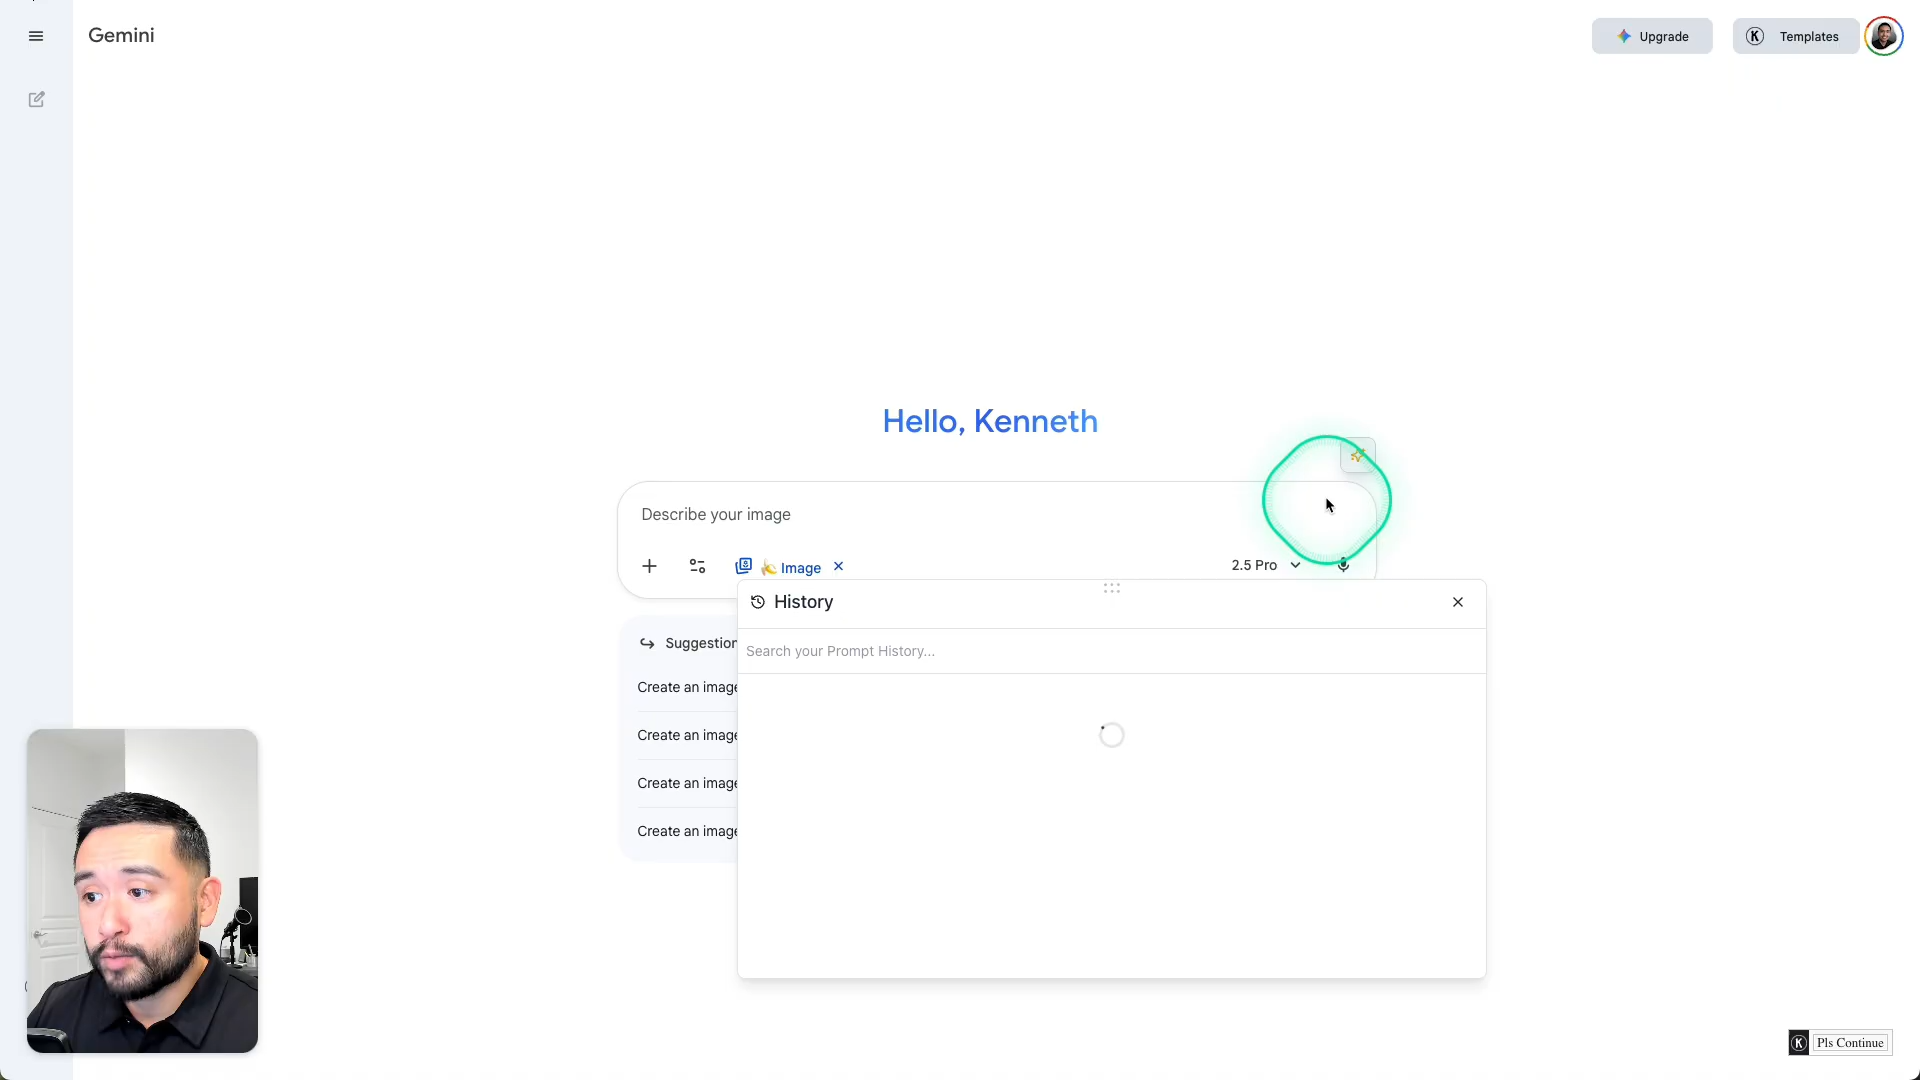 Gemini
Upgrade
K Templates
Hello, Kenneth
Describe your image
Image
2.5 Pro
History
Search your Prompt History...
Suggestion
Create an image
Create an image
Create an image
Create an image
K Pls Continue